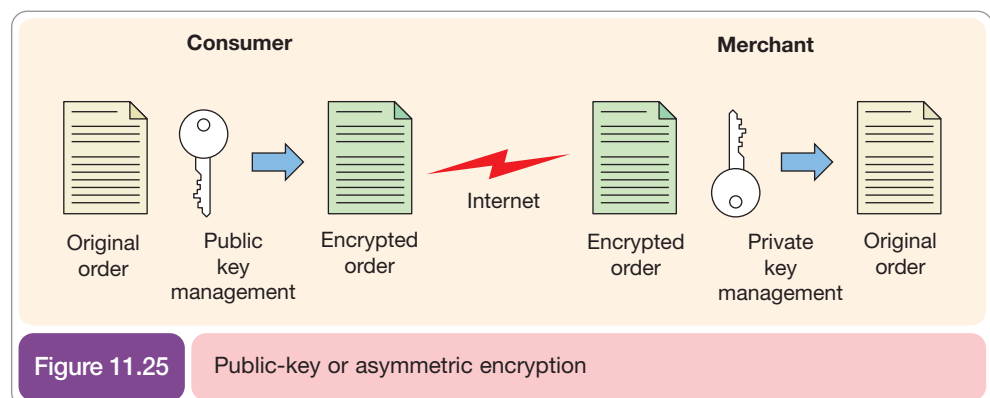 Consumer
Merchant
Original
order
Public
key
management
Encrypted
order
Internet
Encrypted
order
Private
key
management
Original
order
Figure 11.25
Public-key or asymmetric encryption